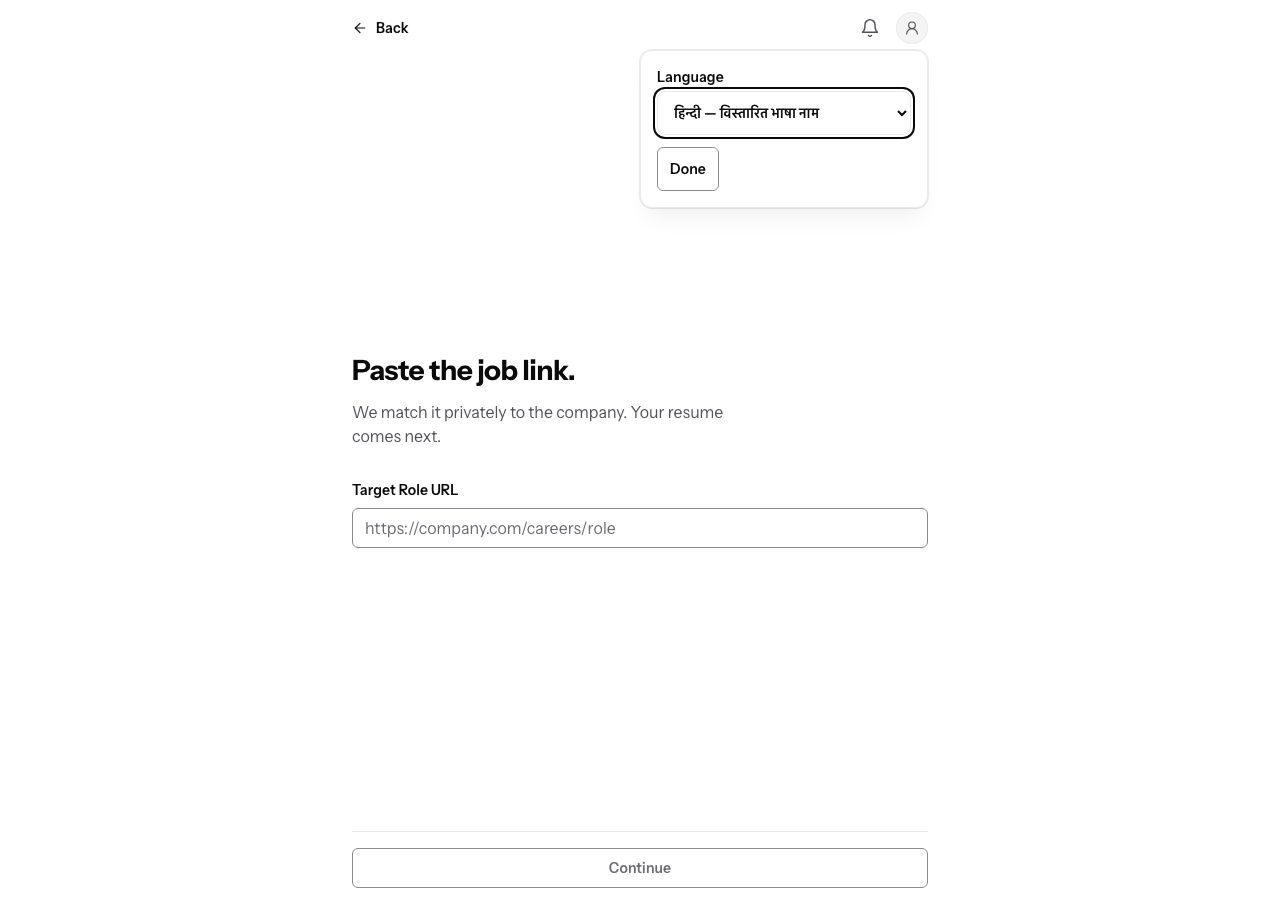 Back
Language
हिन्दी — विस्तारित भाषा नाम
Done
Paste the job link.
We match it privately to the company. Your resume
comes next.
Target Role URL
https://company.com/careers/role
Continue